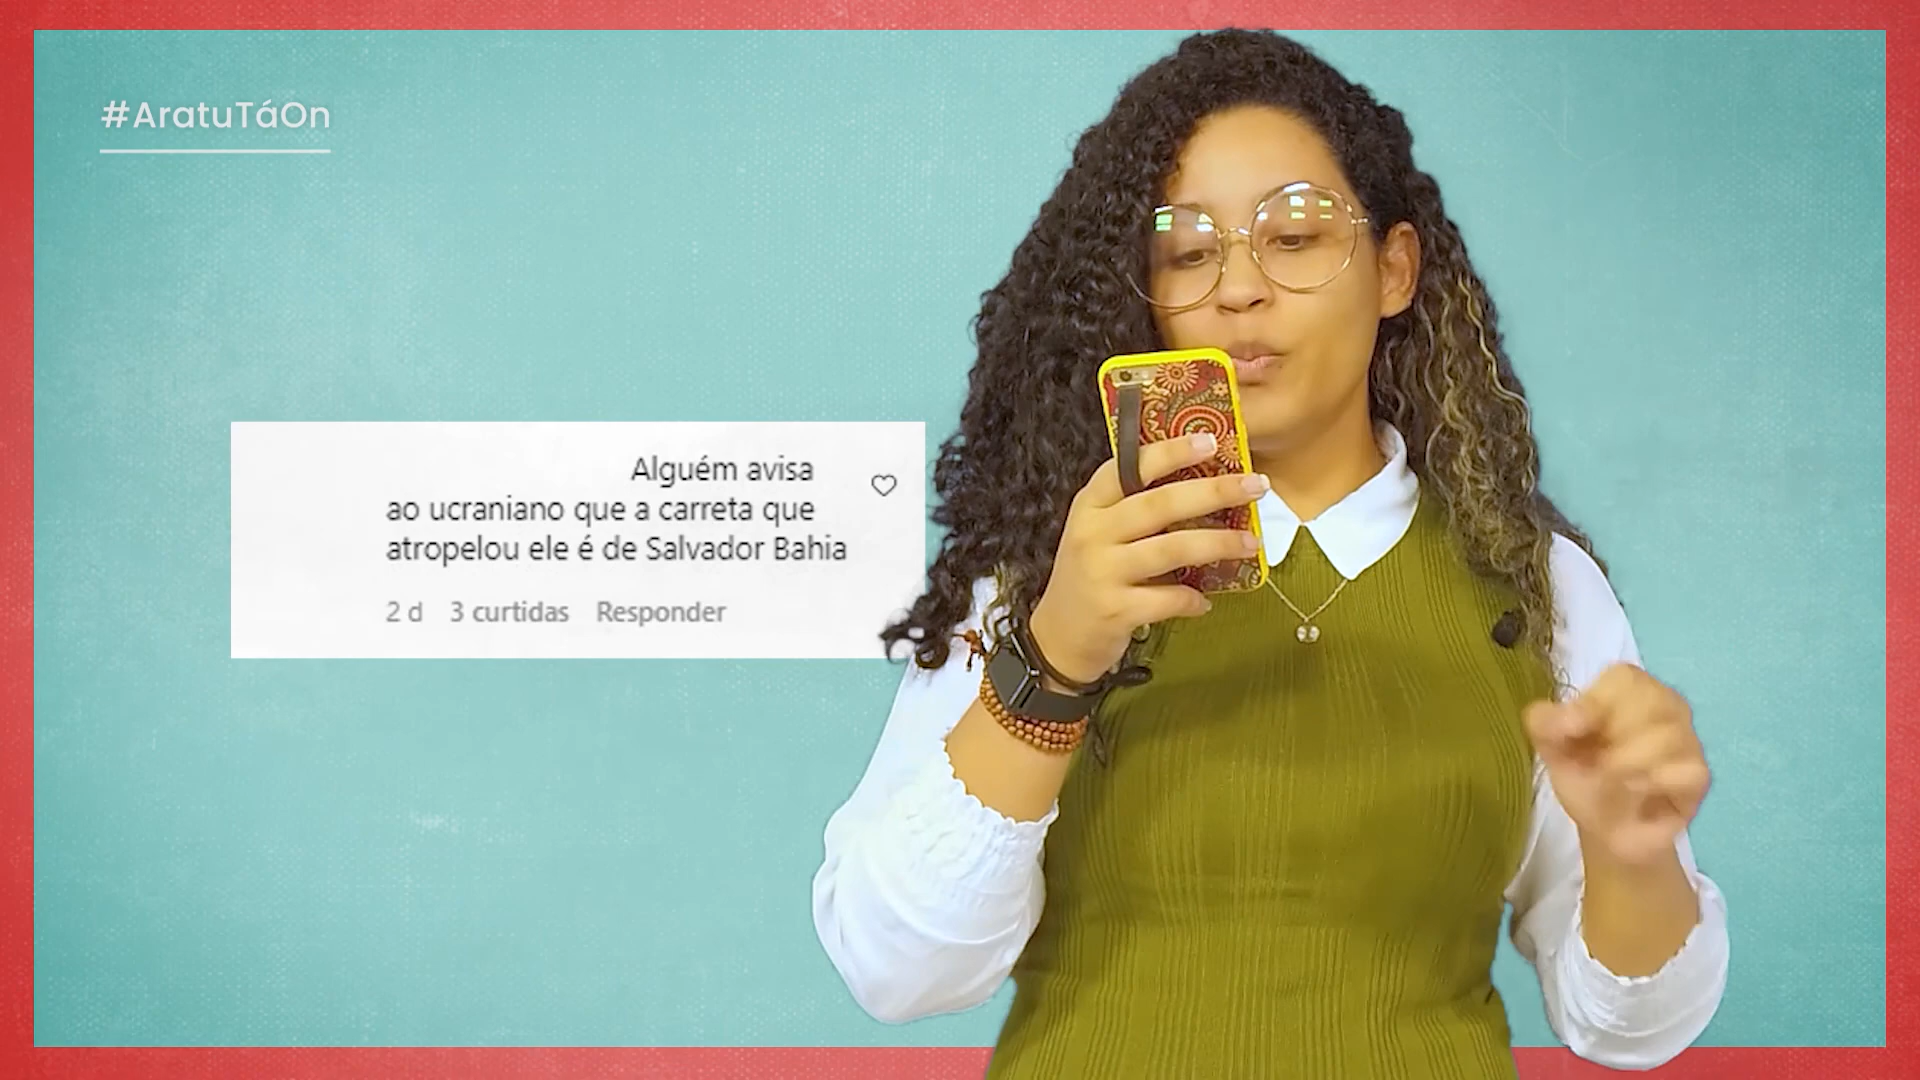 #AratuTáOn
Alguém avisa
ao ucraniano que a carreta que
atropelou ele é de Salvador Bahia
2 d 3 curtidas Responder